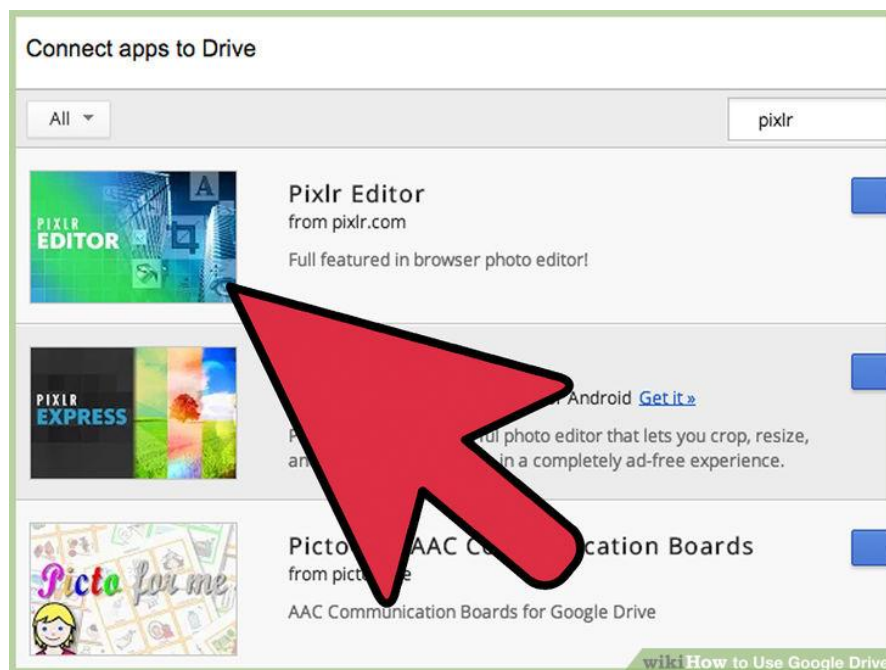 Connect apps to Drive
All
pixlr
PIXLR
EDITOR
A
Pixlr Editor
from pixlr.com
Full featured in browser photo editor!
PIXLR
EXPRESS
Android Get it »
photo editor that lets you crop, resize,
in a completely ad-free experience.
Picto for me
AAC Boards
from
AAC Communication Boards for Google Drive
wikiHow to Use Google Drive